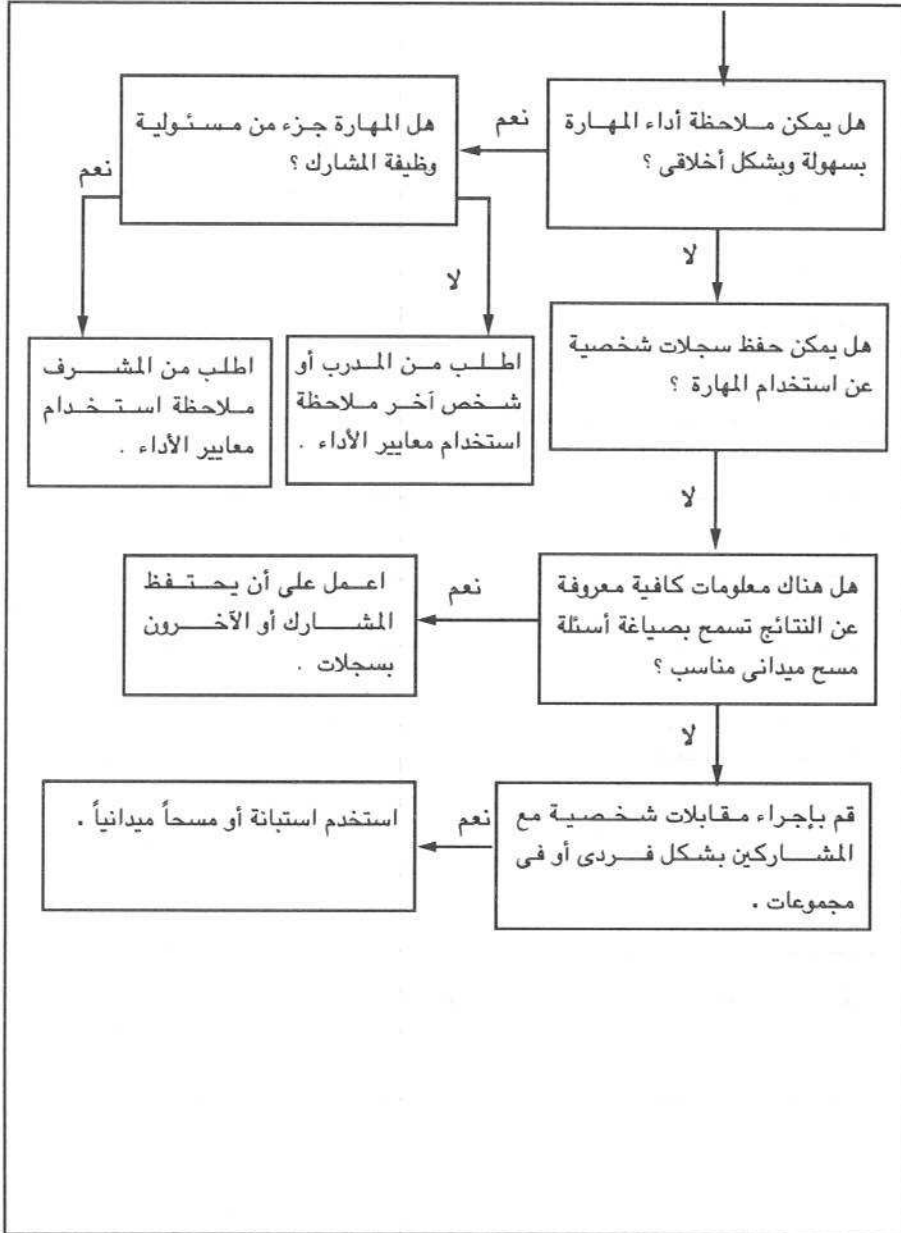 هل يمكن ملاحظة أداء المهارة
بسهولة وبشكل أخلاقى ؟
نعم
هل المهارة جزء من مسئولية
وظيفة المشارك ؟
نعم
لا
لا
هل يمكن حفظ سجلات شخصية
عن استخدام المهارة ؟
اطلب من المدرب أو
شخص آخر ملاحظة
استخدام معايير الأداء .
اطلب من المشرف
ملاحظة استخدام
معايير الأداء .
لا
هل هناك معلومات كافية معروفة
عن النتائج تسمح بصياغة أسئلة
مسح ميدانى مناسب ؟
نعم
اعمل على أن يحتفظ
المشارك أو الآخرون
بسجلات .
لا
قم بإجراء مقابلات شخصية مع
المشاركين بشكل فردى أو فى
مجموعات .
نعم
استخدم استبانة أو مسحاً ميدانياً .